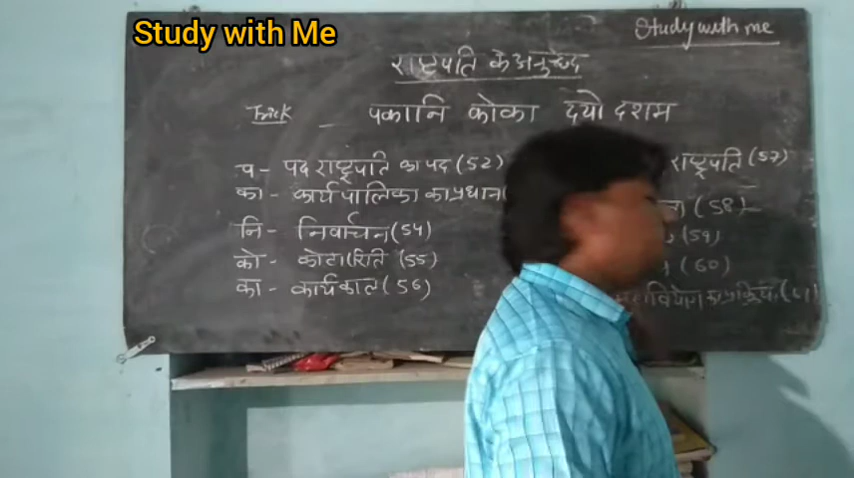 Study with Me
Study with me
राष्ट्रपति के अनुच्छेद
Trick पकानि कोका दयो दशम
प - पद राष्ट्रपति का पद (52)
का - कार्यपालिका का प्रधान(
नि - निर्वाचन (54)
को - कोटा रिति (55)
का - कार्यकाल (56)
राष्ट्रपति (57)
(58)
(59)
(60)
महाभियोग का प्रक्रिया (61)